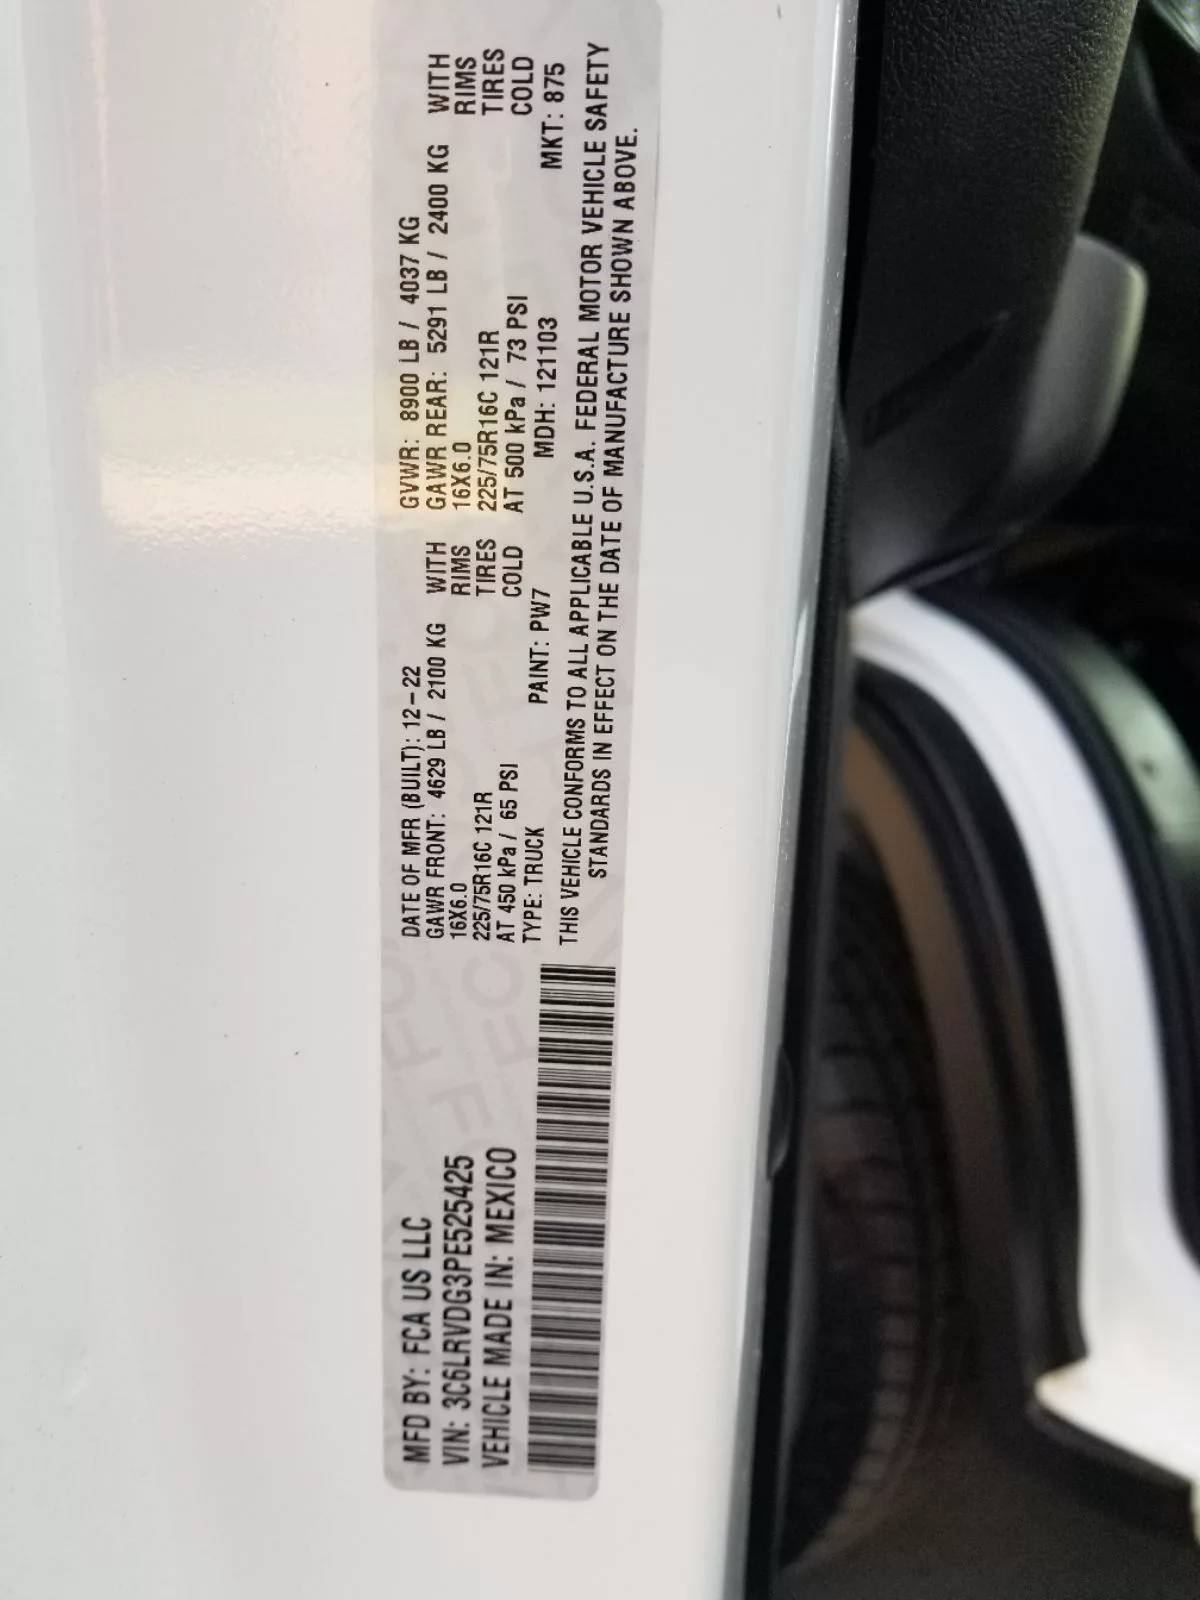 MFD BY: FCA US LLC
VIN: 3C6LRVDG3PE525425
VEHICLE MADE IN: MEXICO
DATE OF MFR (BUILT): 12-22 GVWR: 8900 LB / 4037 KG
GAWR FRONT: 4629 LB / 2100 KG WITH GAWR REAR: 5291 LB / 2400 KG WITH
16X6.0 RIMS 16X6.0 RIMS
225/75R16C 121R TIRES 225/75R16C 121R TIRES
AT 450 kPa / 65 PSI COLD AT 500 kPa / 73 PSI COLD
TYPE: TRUCK PAINT: PW7 MDH: 121103 MKT: 875
THIS VEHICLE CONFORMS TO ALL APPLICABLE U.S.A. FEDERAL MOTOR VEHICLE SAFETY
STANDARDS IN EFFECT ON THE DATE OF MANUFACTURE SHOWN ABOVE.